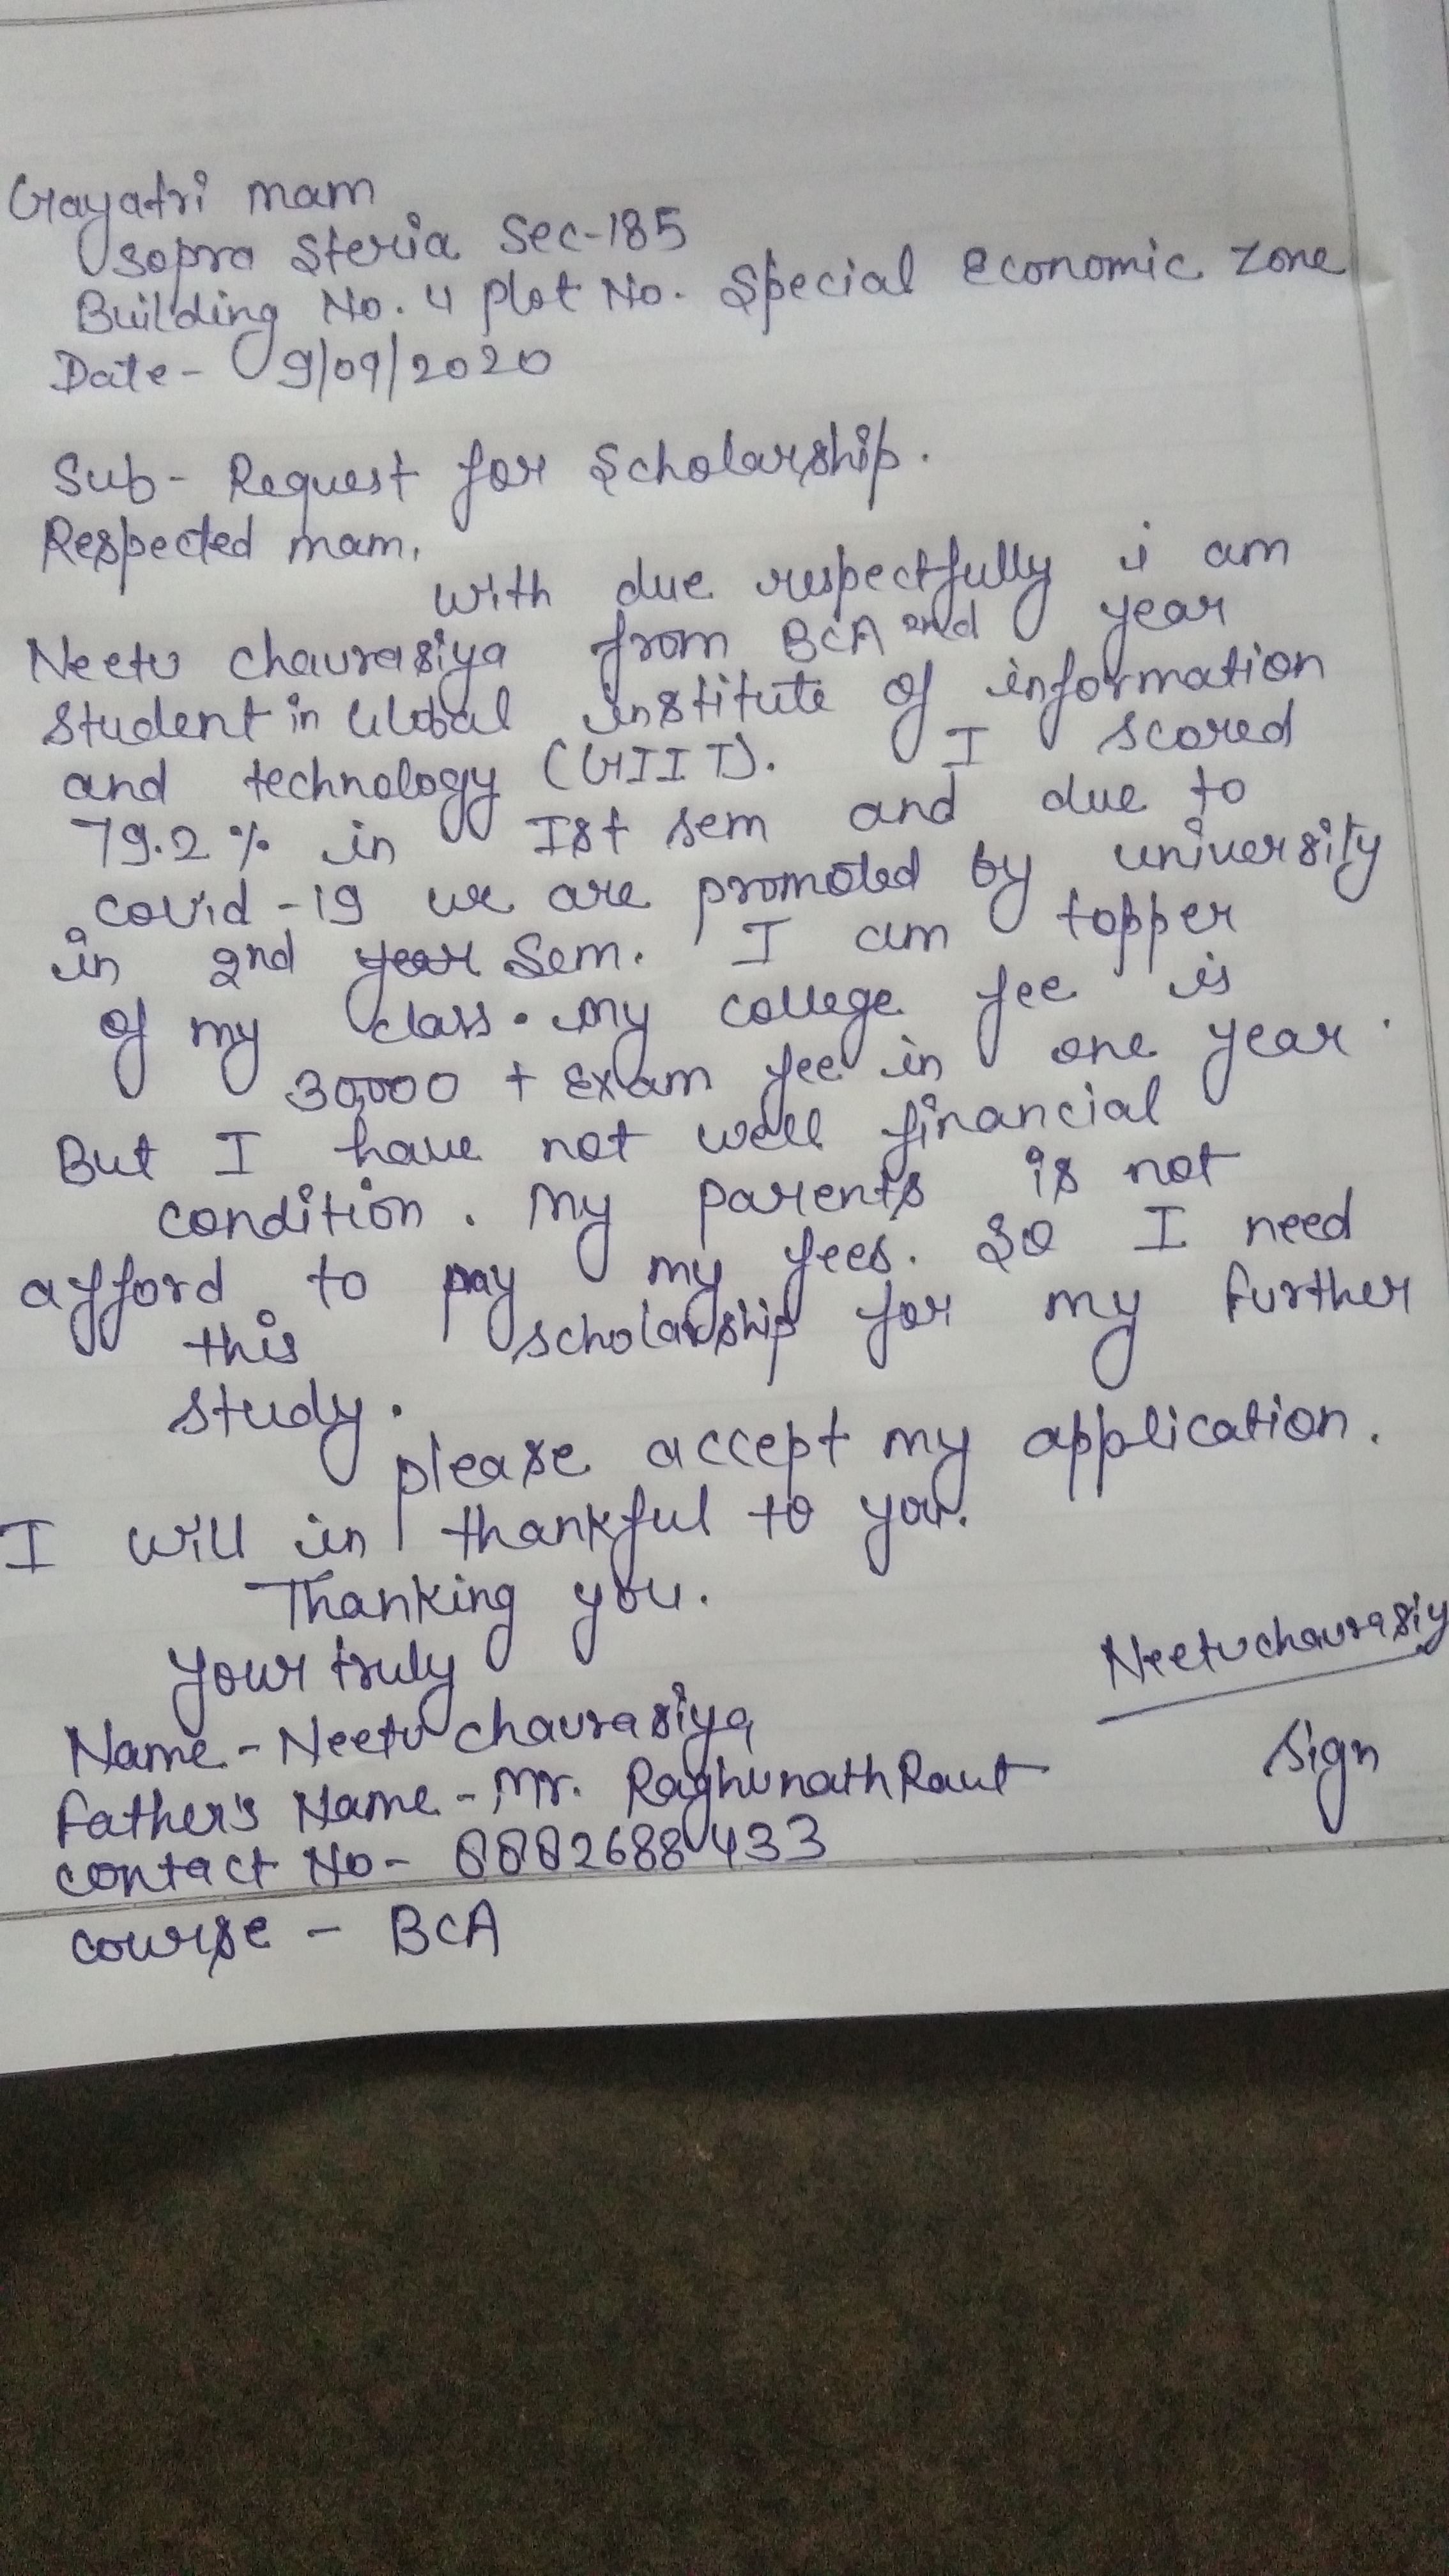 Gayatri mam
Sopra Steria Sec-185
Building No. 4 Plot No. Special Economic Zone
Date - 9/09/2020
Sub - Request for Scholarship.
Respected mam,
with due respectfully i am
Neetu chaurasiya from BCA 2nd year
student in Global institute of information
and technology (GIIT). I scored
79.2% in Ist sem and due to
covid-19 we are promoted by university
in 2nd year Sem. I am topper
of my class. my college fee is
30,000 + Exam fee in one year.
But I have not well financial
condition. My parents is not
afford to pay my fees. So I need
this scholarship for my further
study.
please accept my application.
I will in thankful to you.
Thanking you.
Your truly
Neetu chaurasiy
Sign
Name - Neetu chaurasiya
Father's Name - Mr. Raghunath Raut
contact No - 8882688433
course - BCA